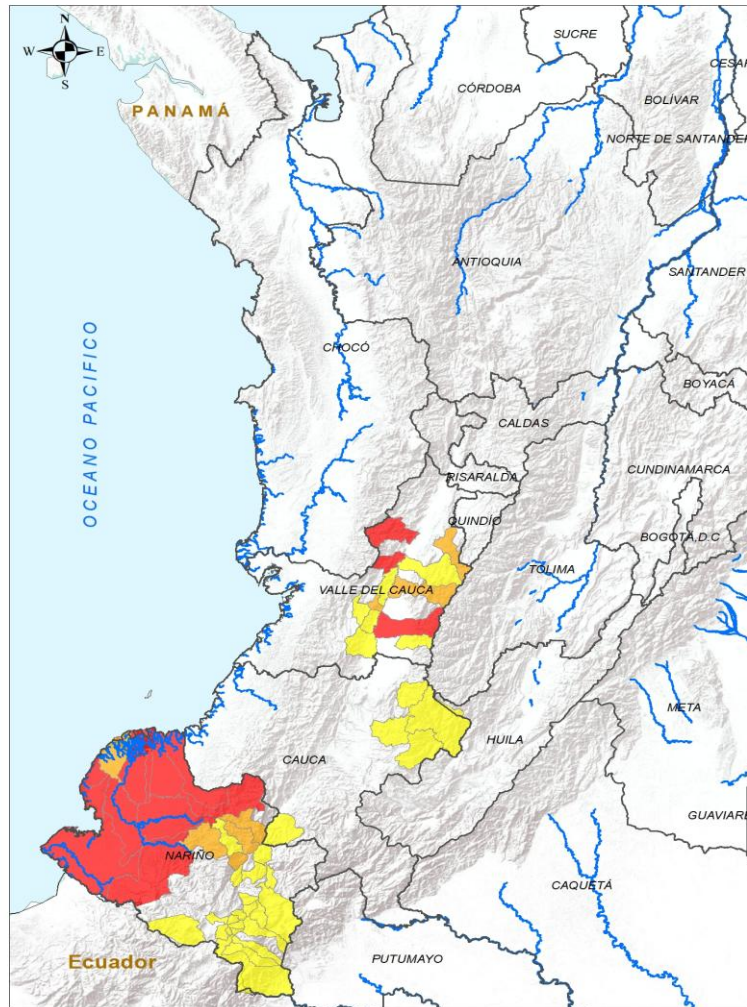 N
W E
S
SUCRE
CESAR
CÓRDOBA
BOLÍVAR
PANAMÁ
NORTE DE SANTANDER
ANTIOQUIA
SANTANDER
OCEANO PACIFICO
CHOCÓ
BOYACÁ
CALDAS
CUNDINAMARCA
RISARALDA
QUINDÍO
BOGOTÁ,D.C
TOLIMA
VALLE DEL CAUCA
META
HUILA
CAUCA
GUAVIARE
NARIÑO
CAQUETÁ
Ecuador
PUTUMAYO